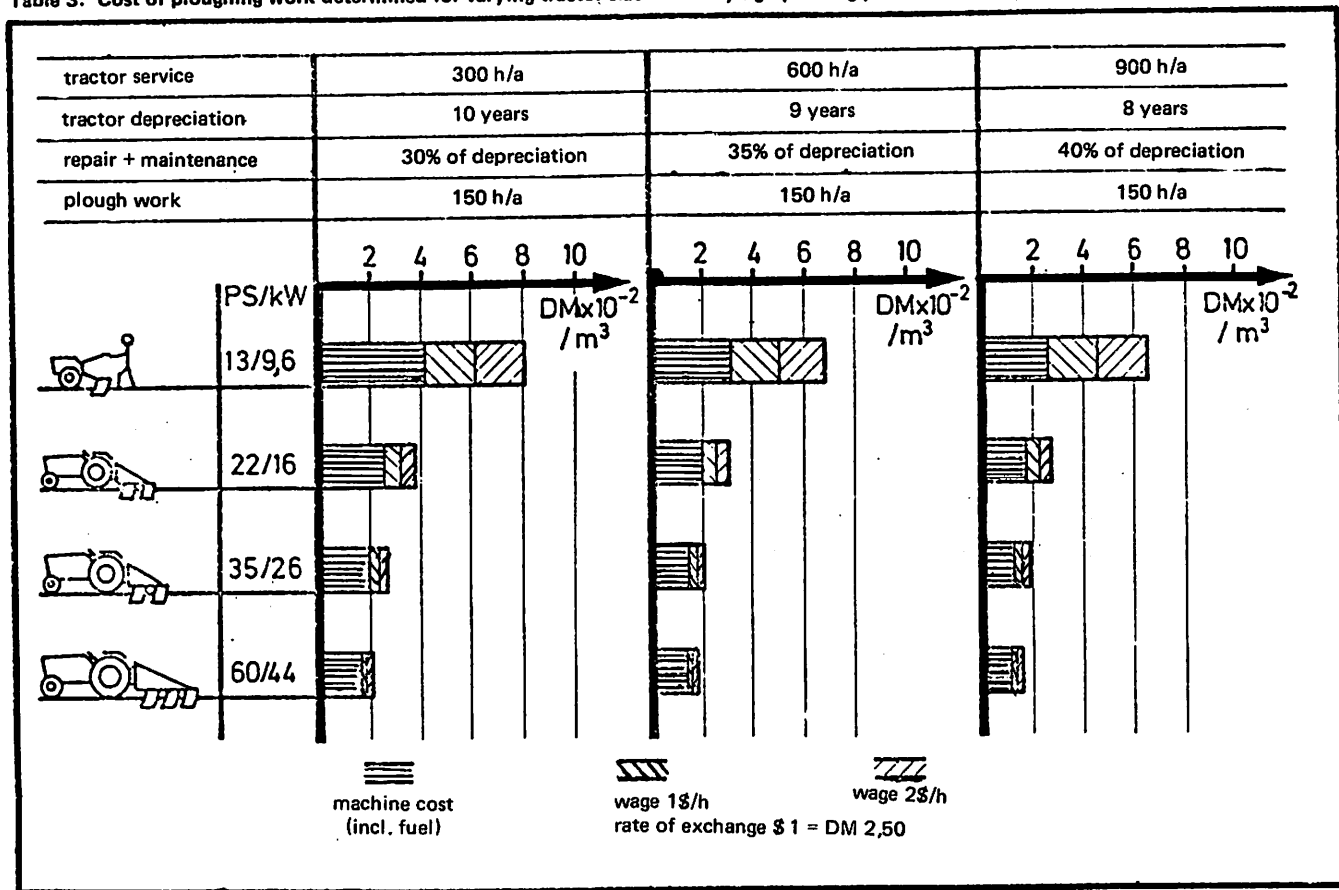 tractor service 300 h/a 600 h/a 900 h/a
tractor depreciation 10 years 9 years 8 years
repair + maintenance 30% of depreciation 35% of depreciation 40% of depreciation
plough work 150 h/a 150 h/a 150 h/a
2 4 6 8 10 2 4 6 8 10 2 4 6 8 10
PS/kW DMx10⁻² DMx10⁻² DMx10⁻²
/m³ /m³ /m³
13/9,6
22/16
35/26
60/44
machine cost wage 1$/h wage 2$/h
(incl. fuel) rate of exchange $ 1 = DM 2,50